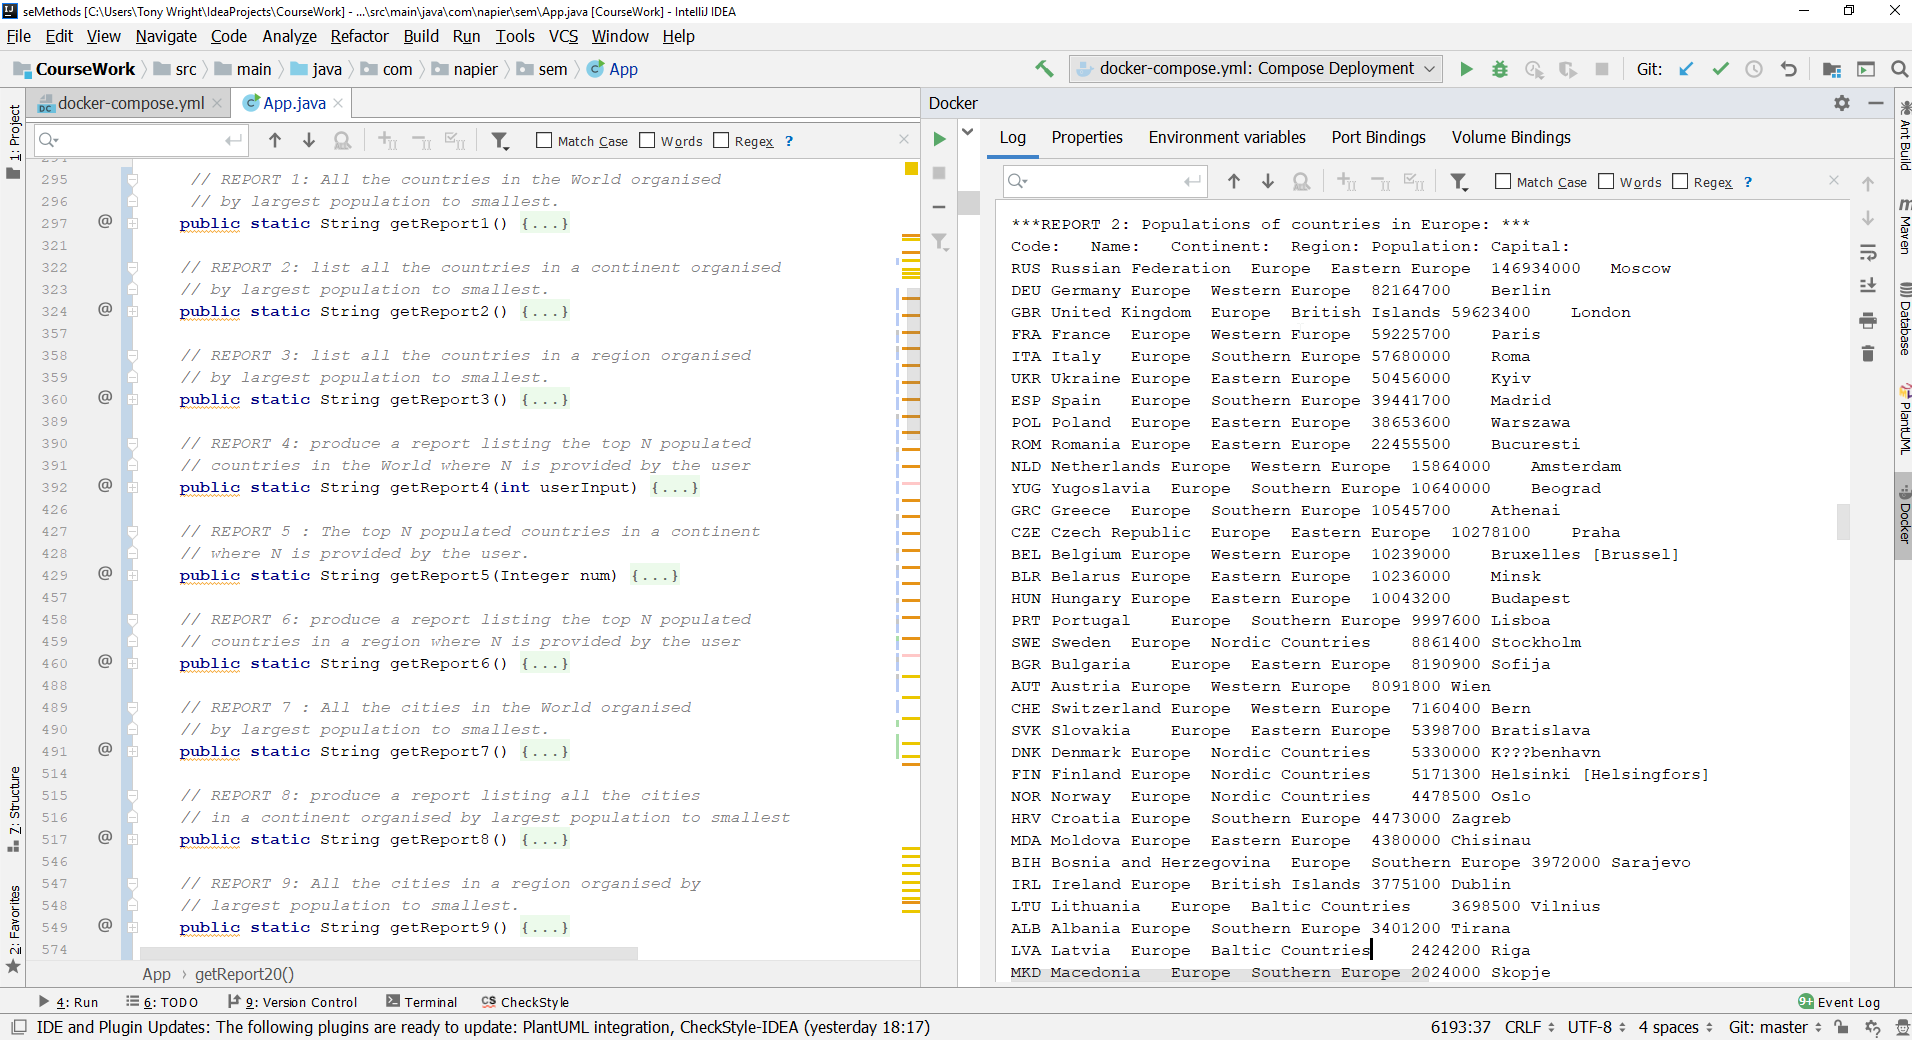 seMethods [C:\Users\Tony Wright\IdeaProjects\CourseWork] - ...\src\main\java\com\napier\sem\App.java [CourseWork] - IntelliJ IDEA
File Edit View Navigate Code Analyze Refactor Build Run Tools VCS Window Help
CourseWork src main java com napier sem App docker-compose.yml: Compose Deployment Git:
docker-compose.yml App.java
Match Case Words Regex ?
295 // REPORT 1: All the countries in the World organised
296 // by largest population to smallest.
297 @ public static String getReport1() {...}
321
322 // REPORT 2: list all the countries in a continent organised
323 // by largest population to smallest.
324 @ public static String getReport2() {...}
357
358 // REPORT 3: list all the countries in a region organised
359 // by largest population to smallest.
360 @ public static String getReport3() {...}
389
390 // REPORT 4: produce a report listing the top N populated
391 // countries in the World where N is provided by the user
392 @ public static String getReport4(int userInput) {...}
426
427 // REPORT 5 : The top N populated countries in a continent
428 // where N is provided by the user.
429 @ public static String getReport5(Integer num) {...}
457
458 // REPORT 6: produce a report listing the top N populated
459 // countries in a region where N is provided by the user
460 @ public static String getReport6() {...}
488
489 // REPORT 7 : All the cities in the World organised
490 // by largest population to smallest.
491 @ public static String getReport7() {...}
514
515 // REPORT 8: produce a report listing all the cities
516 // in a continent organised by largest population to smallest
517 @ public static String getReport8() {...}
546
547 // REPORT 9: All the cities in a region organised by
548 // largest population to smallest.
549 @ public static String getReport9() {...}
574
App › getReport20()
Docker
Log Properties Environment variables Port Bindings Volume Bindings
Match Case Words Regex ?
***REPORT 2: Populations of countries in Europe: ***
Code: Name: Continent: Region: Population: Capital:
RUS Russian Federation Europe Eastern Europe 146934000 Moscow
DEU Germany Europe Western Europe 82164700 Berlin
GBR United Kingdom Europe British Islands 59623400 London
FRA France Europe Western Europe 59225700 Paris
ITA Italy Europe Southern Europe 57680000 Roma
UKR Ukraine Europe Eastern Europe 50456000 Kyiv
ESP Spain Europe Southern Europe 39441700 Madrid
POL Poland Europe Eastern Europe 38653600 Warszawa
ROM Romania Europe Eastern Europe 22455500 Bucuresti
NLD Netherlands Europe Western Europe 15864000 Amsterdam
YUG Yugoslavia Europe Southern Europe 10640000 Beograd
GRC Greece Europe Southern Europe 10545700 Athenai
CZE Czech Republic Europe Eastern Europe 10278100 Praha
BEL Belgium Europe Western Europe 10239000 Bruxelles [Brussel]
BLR Belarus Europe Eastern Europe 10236000 Minsk
HUN Hungary Europe Eastern Europe 10043200 Budapest
PRT Portugal Europe Southern Europe 9997600 Lisboa
SWE Sweden Europe Nordic Countries 8861400 Stockholm
BGR Bulgaria Europe Eastern Europe 8190900 Sofija
AUT Austria Europe Western Europe 8091800 Wien
CHE Switzerland Europe Western Europe 7160400 Bern
SVK Slovakia Europe Eastern Europe 5398700 Bratislava
DNK Denmark Europe Nordic Countries 5330000 K???benhavn
FIN Finland Europe Nordic Countries 5171300 Helsinki [Helsingfors]
NOR Norway Europe Nordic Countries 4478500 Oslo
HRV Croatia Europe Southern Europe 4473000 Zagreb
MDA Moldova Europe Eastern Europe 4380000 Chisinau
BIH Bosnia and Herzegovina Europe Southern Europe 3972000 Sarajevo
IRL Ireland Europe British Islands 3775100 Dublin
LTU Lithuania Europe Baltic Countries 3698500 Vilnius
ALB Albania Europe Southern Europe 3401200 Tirana
LVA Latvia Europe Baltic Countries 2424200 Riga
MKD Macedonia Europe Southern Europe 2024000 Skopje
1: Project
7: Structure
2: Favorites
Ant Build
Maven
Database
PlantUML
Docker
4: Run 6: TODO 9: Version Control Terminal CheckStyle 9+ Event Log
IDE and Plugin Updates: The following plugins are ready to update: PlantUML integration, CheckStyle-IDEA (yesterday 18:17) 6193:37 CRLF UTF-8 4 spaces Git: master